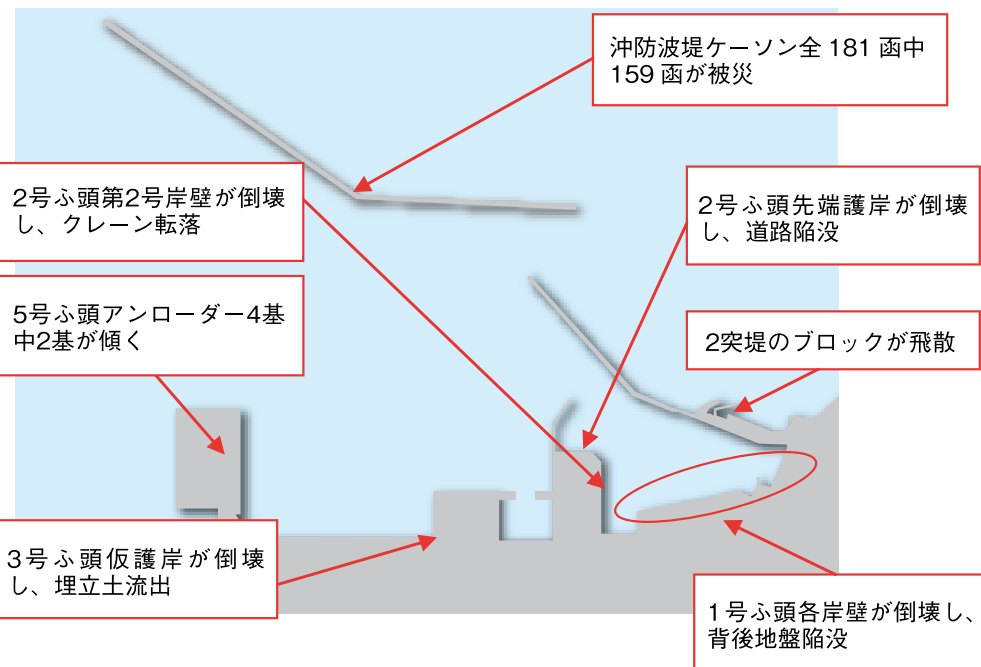 沖防波堤ケーソン全 181 函中
159 函が被災
2号ふ頭第2号岸壁が倒壊
し、クレーン転落
2号ふ頭先端護岸が倒壊
し、道路陥没
5号ふ頭アンローダー4基
中2基が傾く
2突堤のブロックが飛散
3号ふ頭仮護岸が倒壊
し、埋立土流出
1号ふ頭各岸壁が倒壊し、
背後地盤陥没